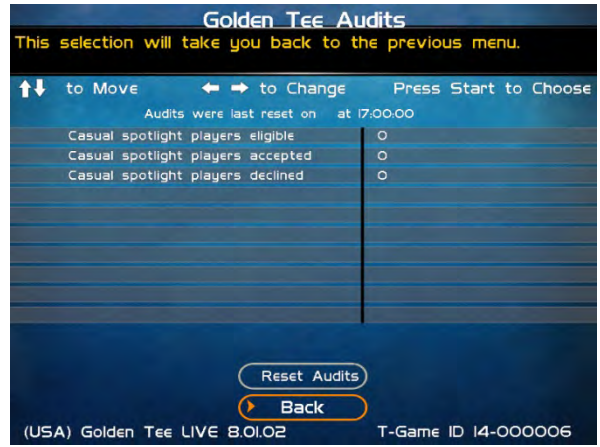 Golden Tee Audits
This selection will take you back to the previous menu.
to Move to Change Press Start to Choose
Audits were last reset on at 17:00:00
Casual spotlight players eligible 0
Casual spotlight players accepted 0
Casual spotlight players declined 0
Reset Audits
Back
(USA) Golden Tee LIVE 8.01.02 T-Game ID 14-000006